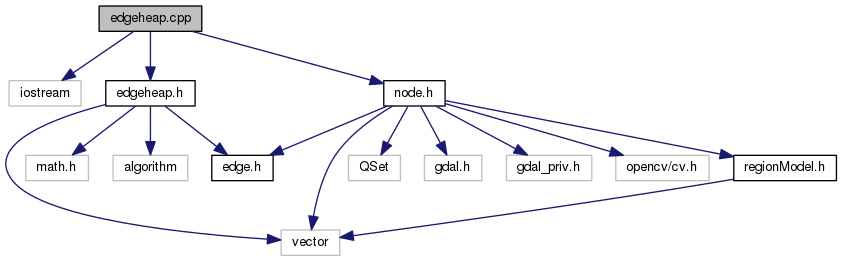 edgeheap.cpp
iostream
edgeheap.h
node.h
math.h
algorithm
edge.h
QSet
gdal.h
gdal_priv.h
opencv/cv.h
regionModel.h
vector